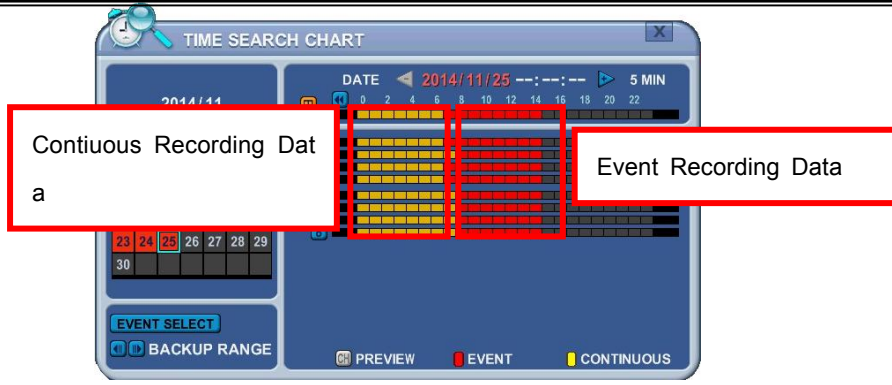 TIME SEARCH CHART
X
DATE 2014/11/25 --:--:-- 5 MIN
0 2 4 6 8 10 12 14 16 18 20 22
2014/11
Contiuous Recording Dat
a
Event Recording Data
23 24 25 26 27 28 29
30
EVENT SELECT
BACKUP RANGE
CH PREVIEW EVENT CONTINUOUS